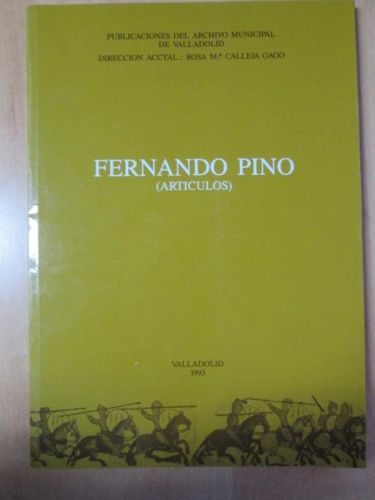 PUBLICACIONES DEL ARCHIVO MUNICIPAL
DE VALLADOLID
DIRECCION ACCTAL.: ROSA Mª CALLEJA GAGO
FERNANDO PINO
(ARTICULOS)
VALLADOLID
1993